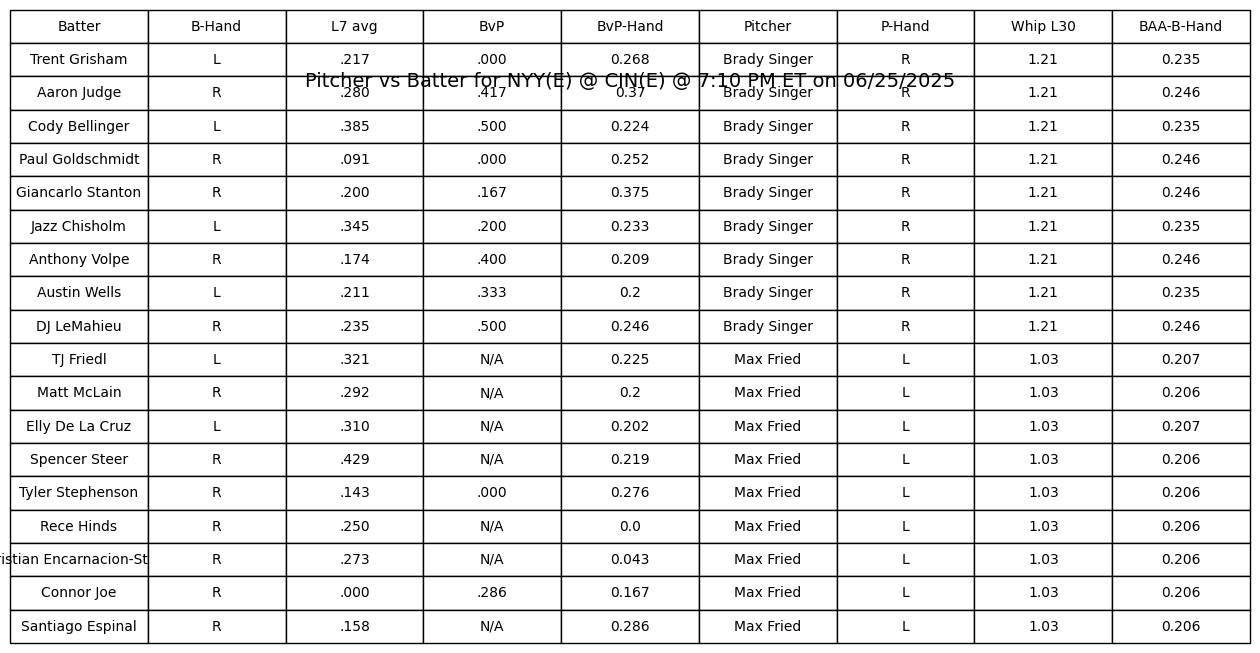 Batter B-Hand L7 avg BvP BvP-Hand Pitcher P-Hand Whip L30 BAA-B-Hand
Trent Grisham L .217 .000 0.268 Brady Singer R 1.21 0.235
Pitcher vs Batter for NYY(E) @ CIN(E) @ 7:10 PM ET on 06/25/2025
Aaron Judge R .280 .417 0.37 Brady Singer R 1.21 0.246
Cody Bellinger L .385 .500 0.224 Brady Singer R 1.21 0.235
Paul Goldschmidt R .091 .000 0.252 Brady Singer R 1.21 0.246
Giancarlo Stanton R .200 .167 0.375 Brady Singer R 1.21 0.246
Jazz Chisholm L .345 .200 0.233 Brady Singer R 1.21 0.235
Anthony Volpe R .174 .400 0.209 Brady Singer R 1.21 0.246
Austin Wells L .211 .333 0.2 Brady Singer R 1.21 0.235
DJ LeMahieu R .235 .500 0.246 Brady Singer R 1.21 0.246
TJ Friedl L .321 N/A 0.225 Max Fried L 1.03 0.207
Matt McLain R .292 N/A 0.2 Max Fried L 1.03 0.206
Elly De La Cruz L .310 N/A 0.202 Max Fried L 1.03 0.207
Spencer Steer R .429 N/A 0.219 Max Fried L 1.03 0.206
Tyler Stephenson R .143 .000 0.276 Max Fried L 1.03 0.206
Rece Hinds R .250 N/A 0.0 Max Fried L 1.03 0.206
ristian Encarnacion-St R .273 N/A 0.043 Max Fried L 1.03 0.206
Connor Joe R .000 .286 0.167 Max Fried L 1.03 0.206
Santiago Espinal R .158 N/A 0.286 Max Fried L 1.03 0.206